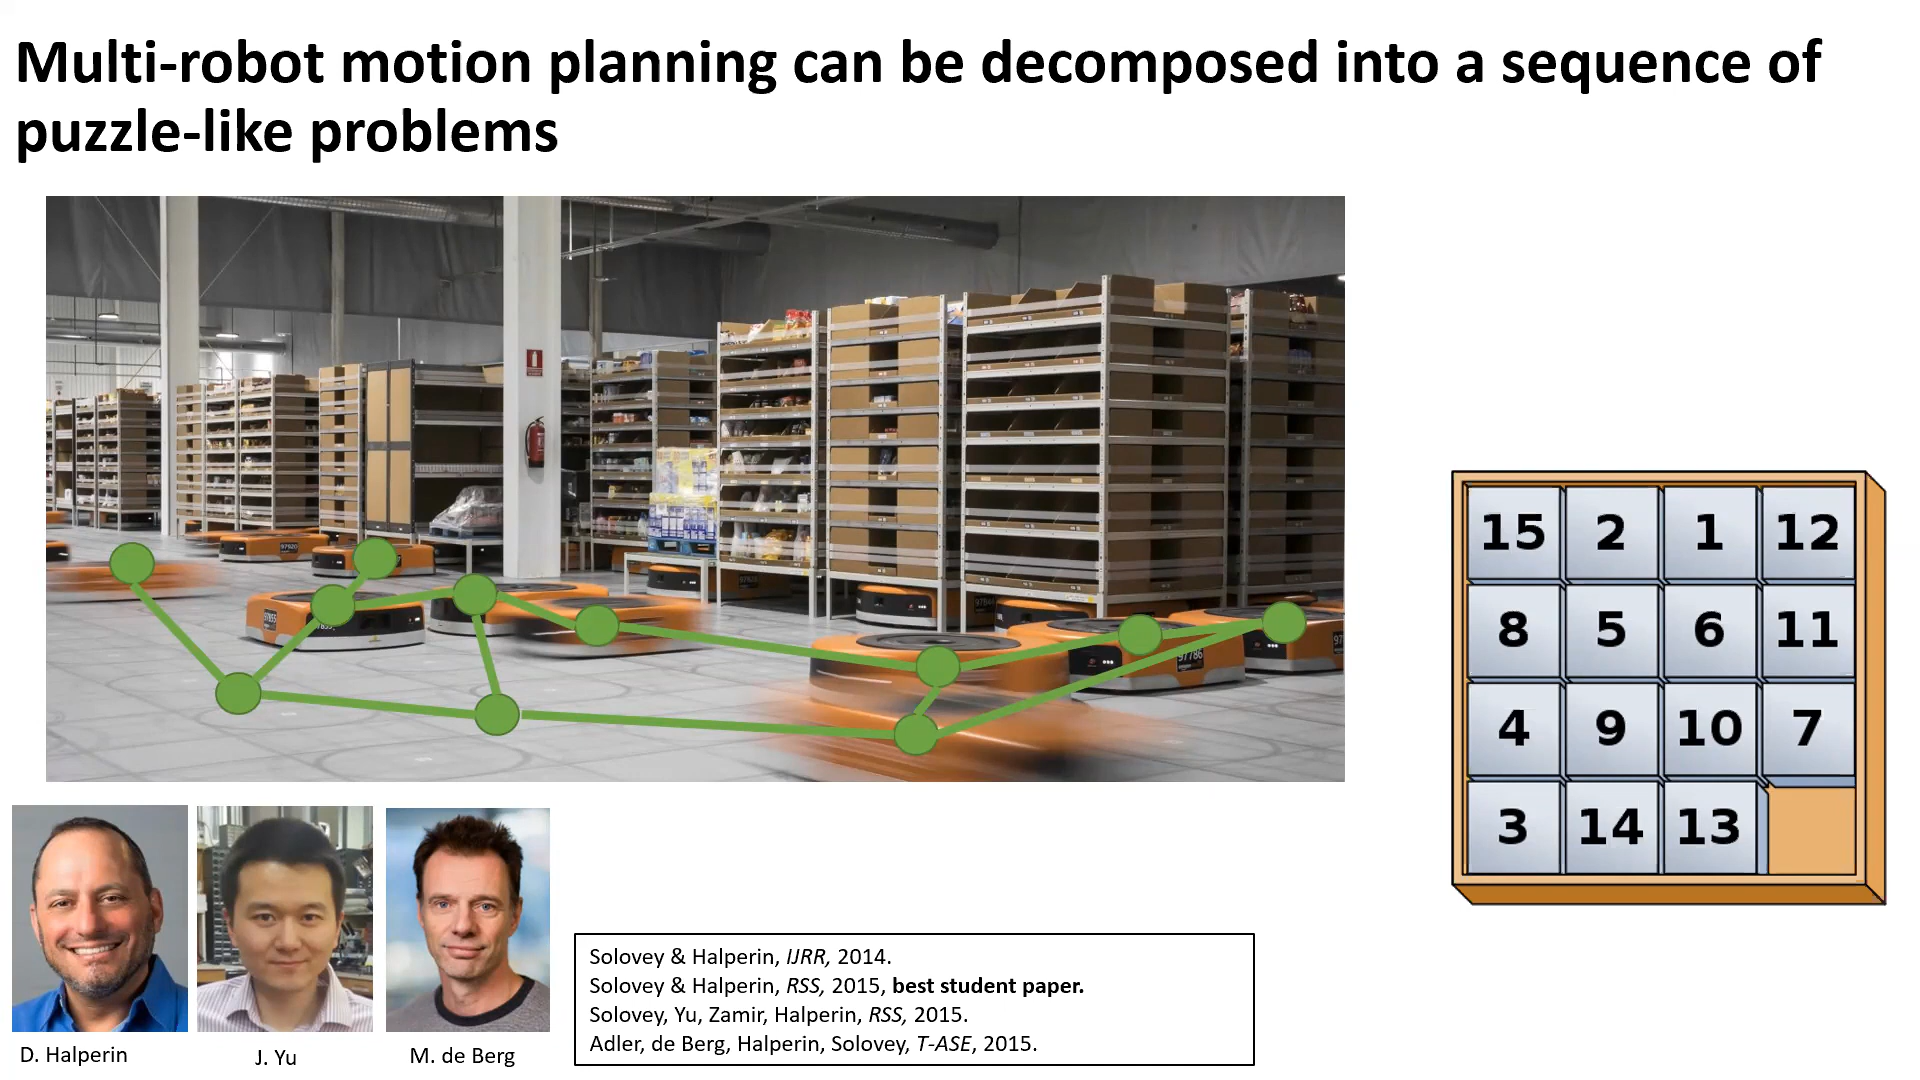 Multi-robot motion planning can be decomposed into a sequence of
puzzle-like problems
15 2 1 12
8 5 6 11
4 9 10 7
3 14 13
97786
D. Halperin
J. Yu
M. de Berg
Solovey & Halperin, IJRR, 2014.
Solovey & Halperin, RSS, 2015, best student paper.
Solovey, Yu, Zamir, Halperin, RSS, 2015.
Adler, de Berg, Halperin, Solovey, T-ASE, 2015.